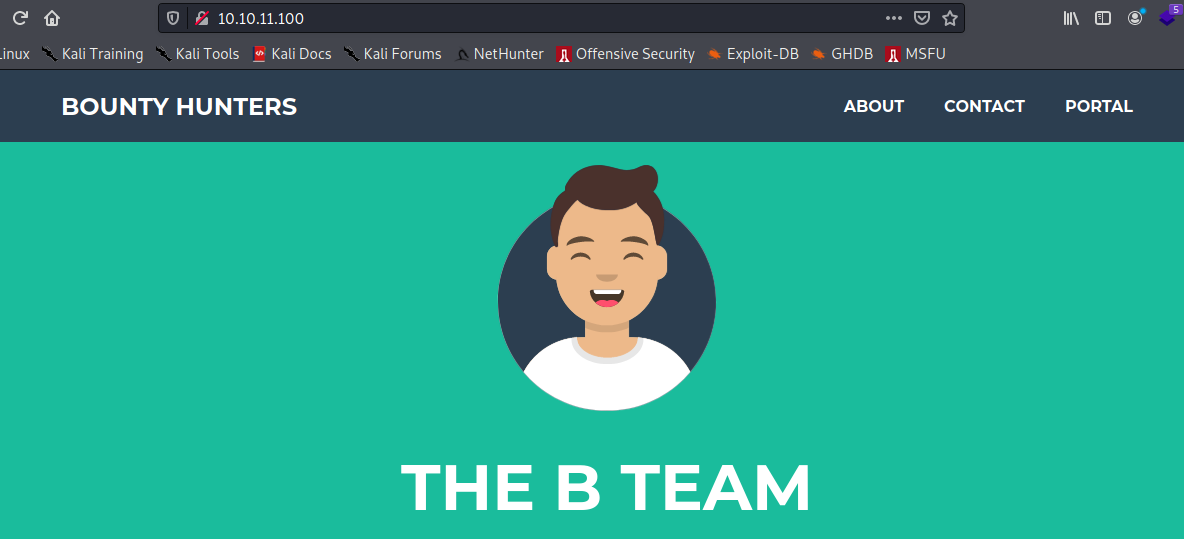 10.10.11.100
5
Linux Kali Training Kali Tools Kali Docs Kali Forums NetHunter Offensive Security Exploit-DB GHDB MSFU
BOUNTY HUNTERS ABOUT CONTACT PORTAL
THE B TEAM